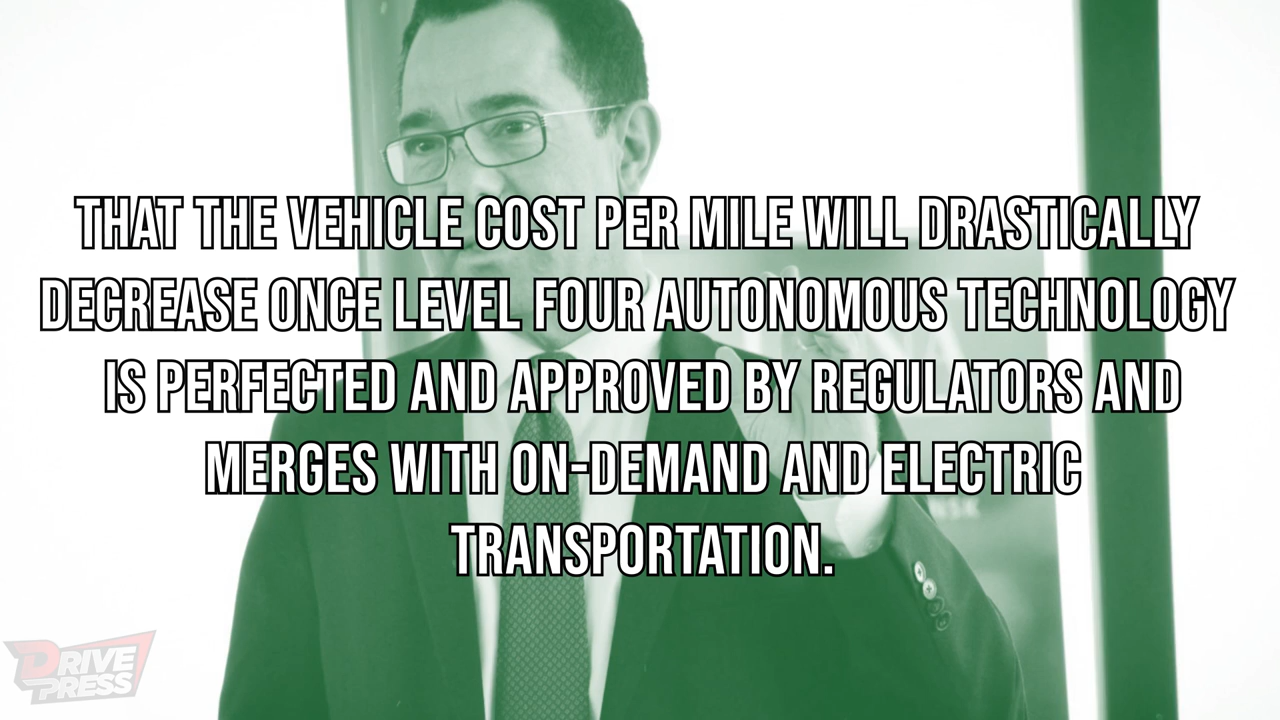 THAT THE VEHICLE COST PER MILE WILL DRASTICALLY
DECREASE ONCE LEVEL FOUR AUTONOMOUS TECHNOLOGY
IS PERFECTED AND APPROVED BY REGULATORS AND
MERGES WITH ON-DEMAND AND ELECTRIC
TRANSPORTATION.
DRIVE
PRESS